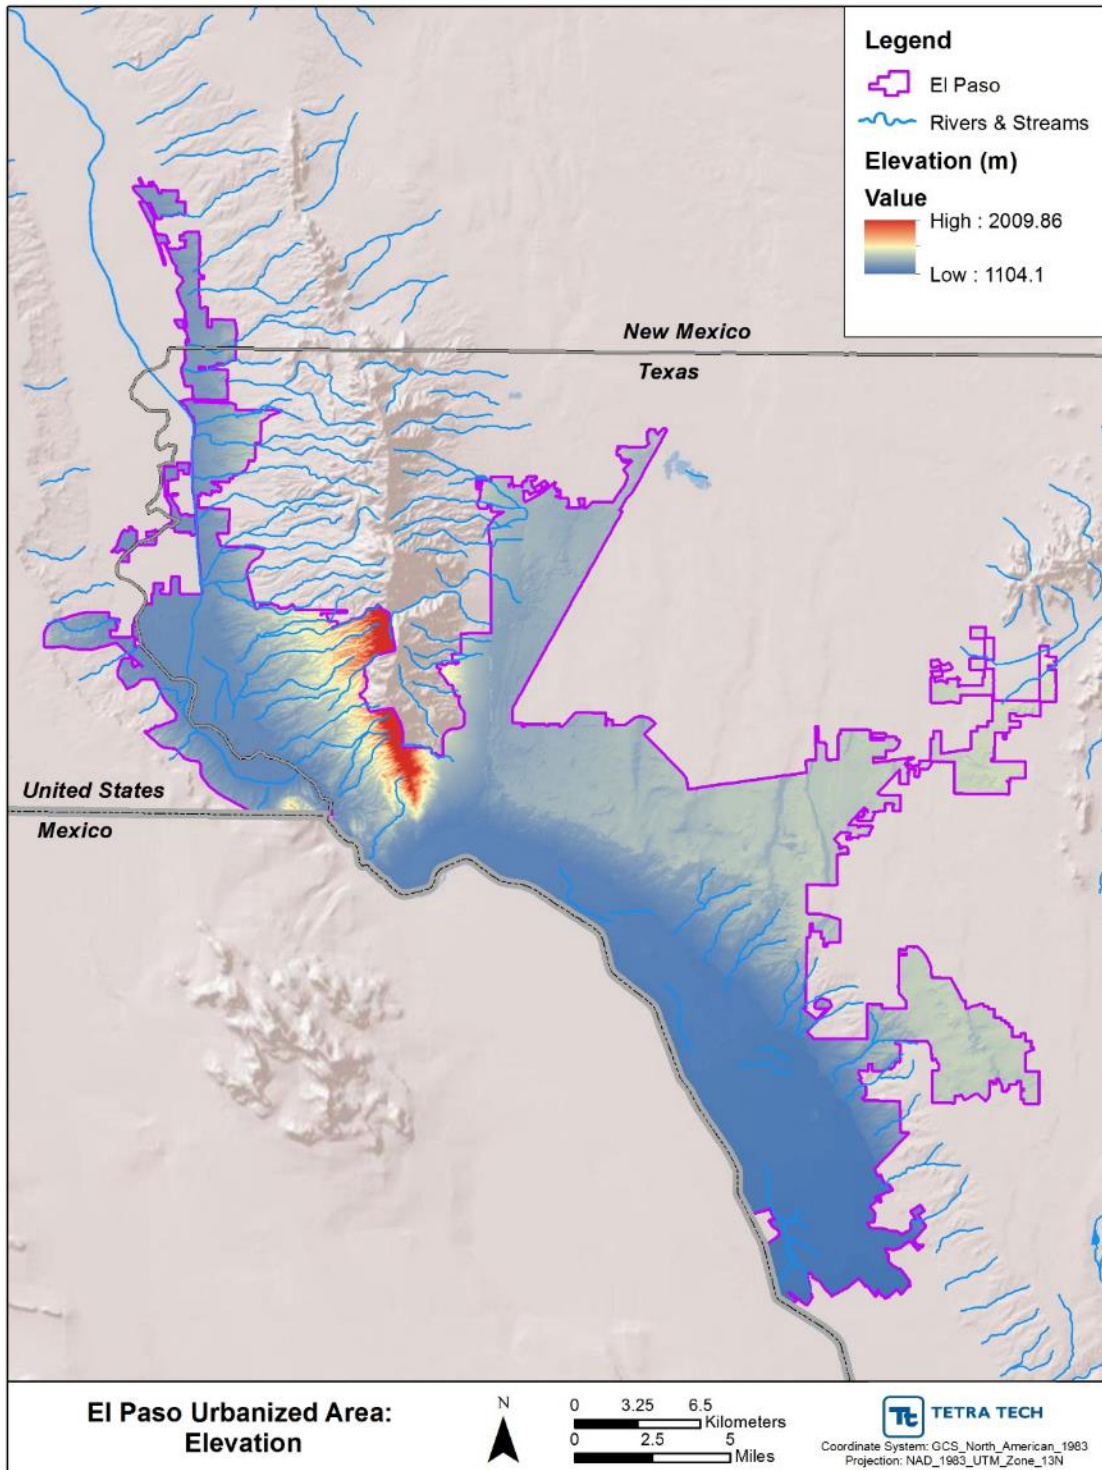 Legend
El Paso
Rivers & Streams
Elevation (m)
Value
High : 2009.86
Low : 1104.1
New Mexico
Texas
United States
Mexico
El Paso Urbanized Area:
Elevation
N
0 3.25 6.5
Kilometers
0 2.5 5
Miles
Tt TETRA TECH
Coordinate System: GCS_North_American_1983
Projection: NAD_1983_UTM_Zone_13N